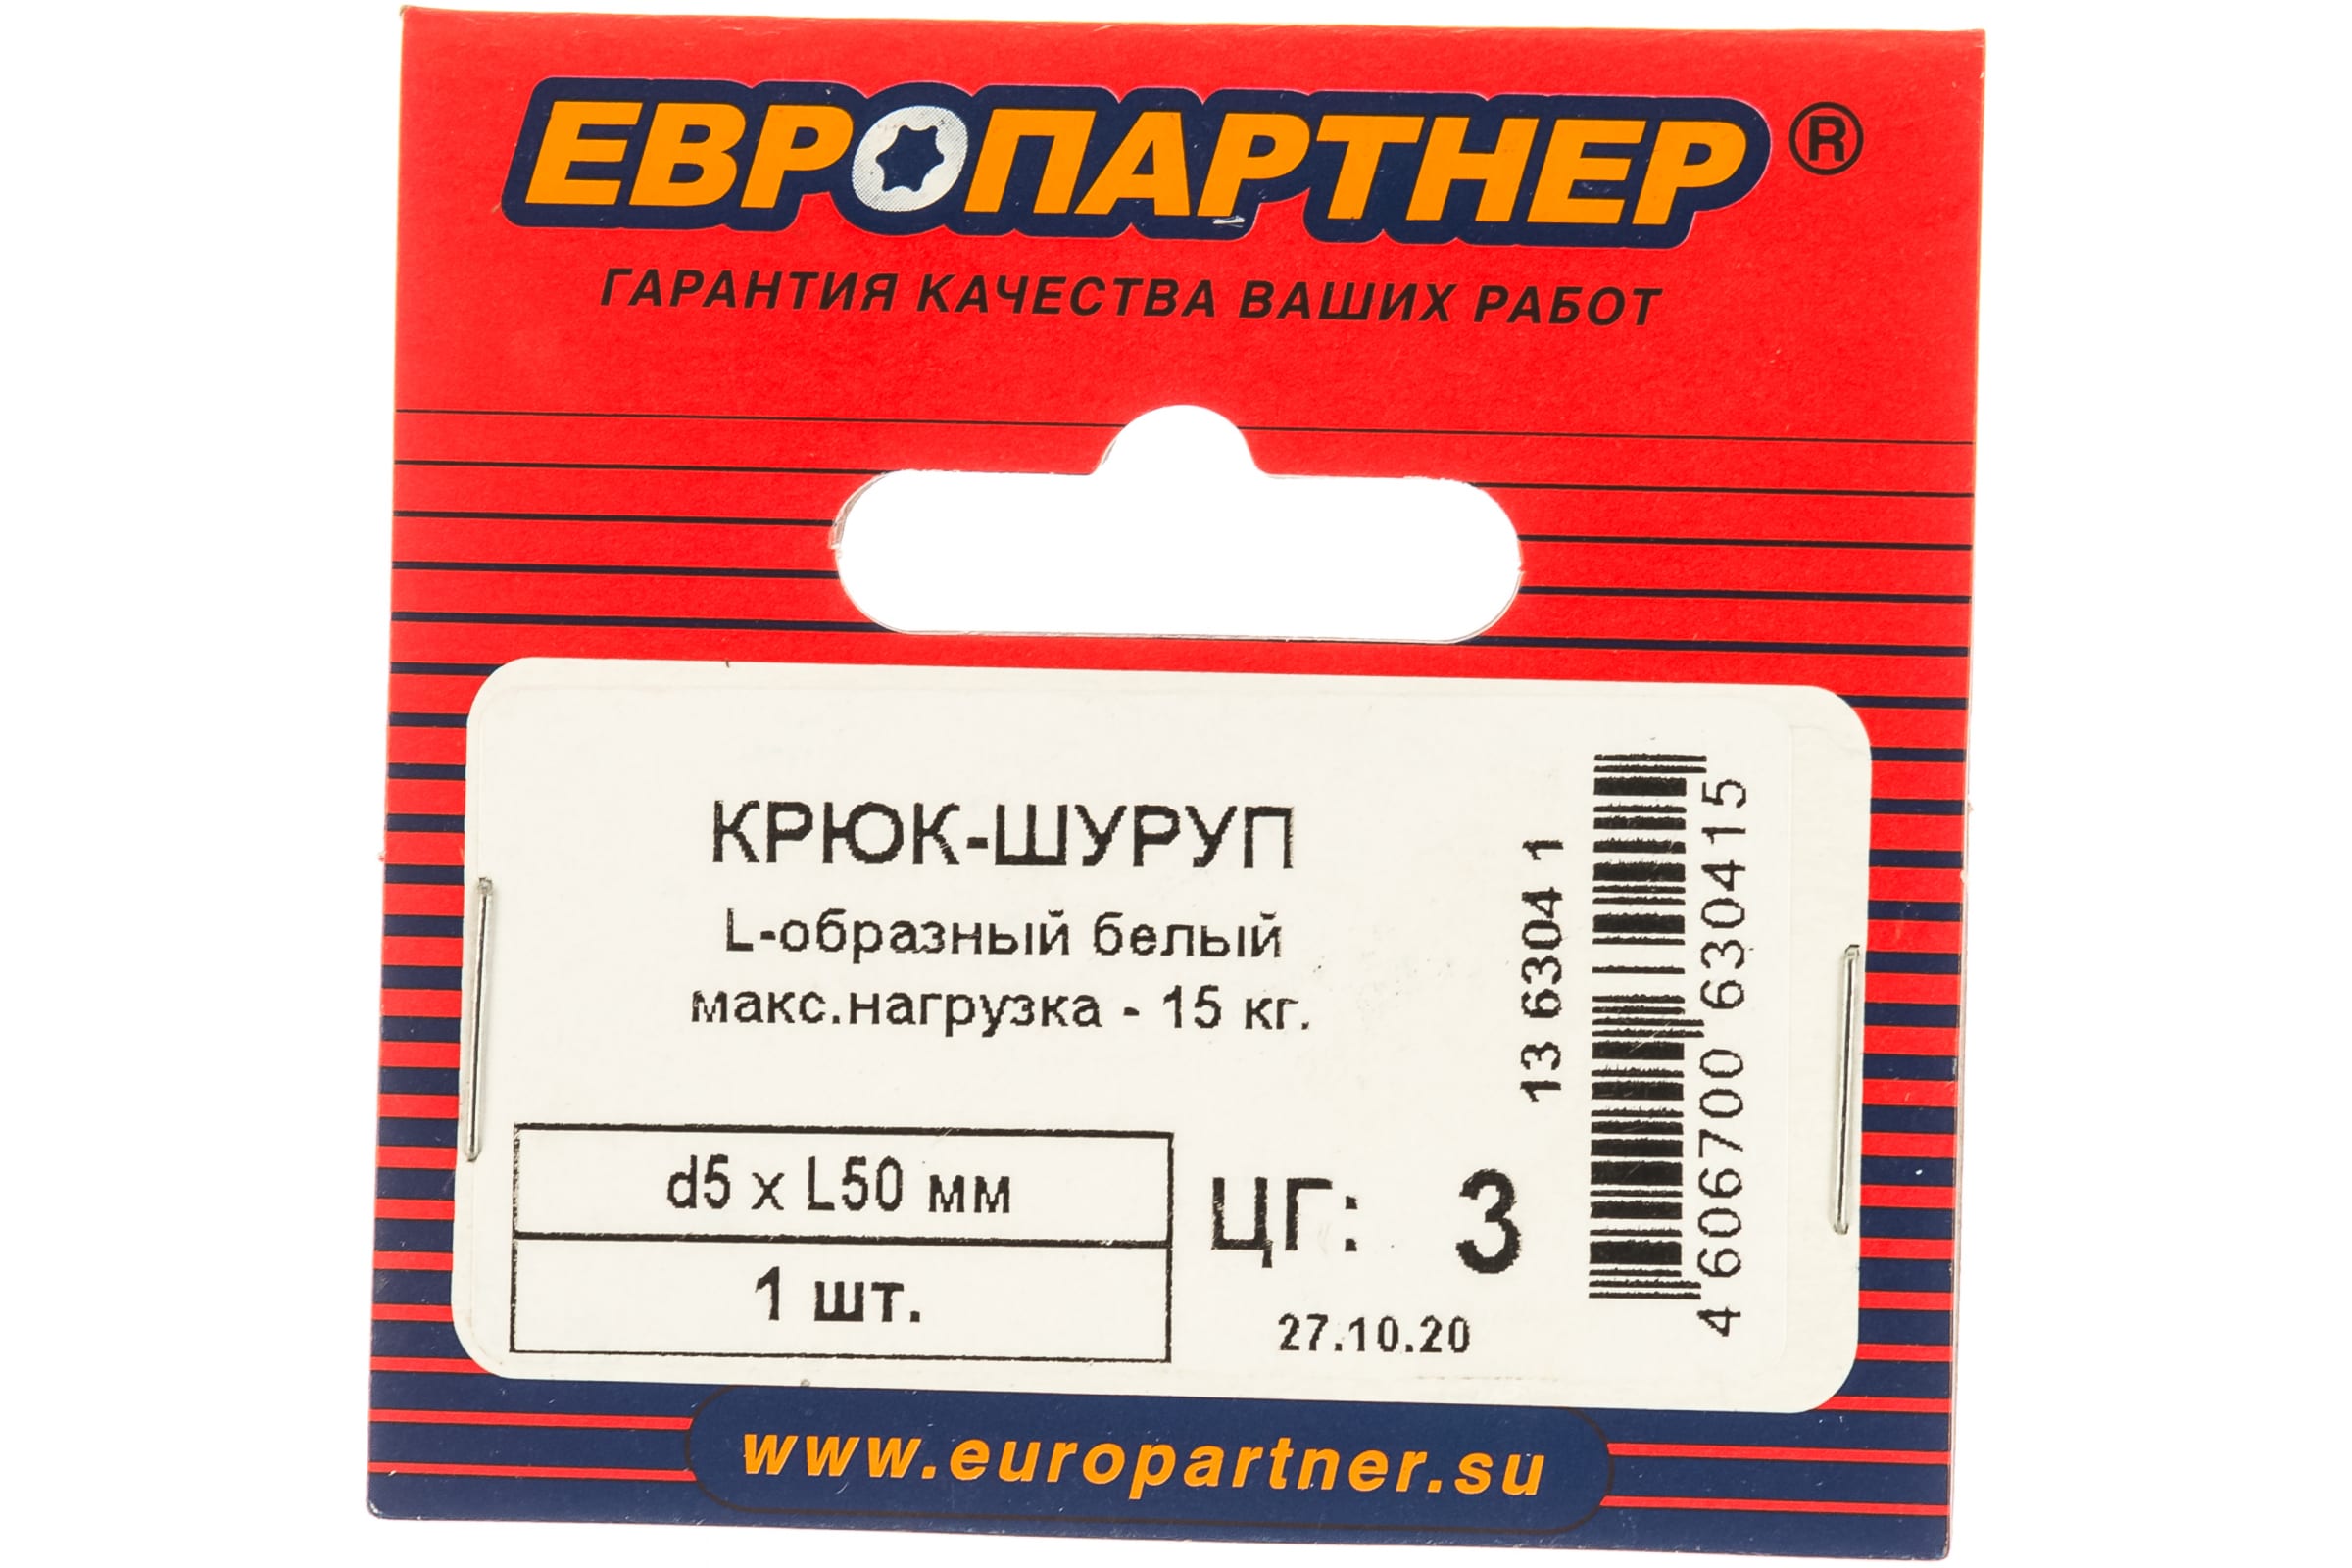 ЕВРОПАРТНЕР ®
ГАРАНТИЯ КАЧЕСТВА ВАШИХ РАБОТ
КРЮК-ШУРУП
L-образный белый
макс.нагрузка - 15 кг.
d5 x L50 мм
1 шт.
ЦГ: 3
27.10.20
13 6304 1
4 606700 630415
www.europartner.su